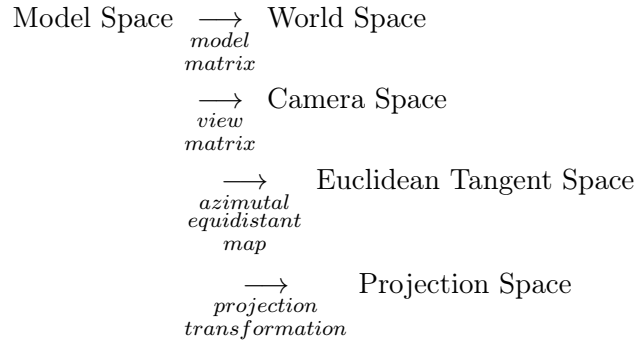 Model Space ⟶ World Space
model
matrix
⟶ Camera Space
view
matrix
⟶ Euclidean Tangent Space
azimutal
equidistant
map
⟶ Projection Space
projection
transformation